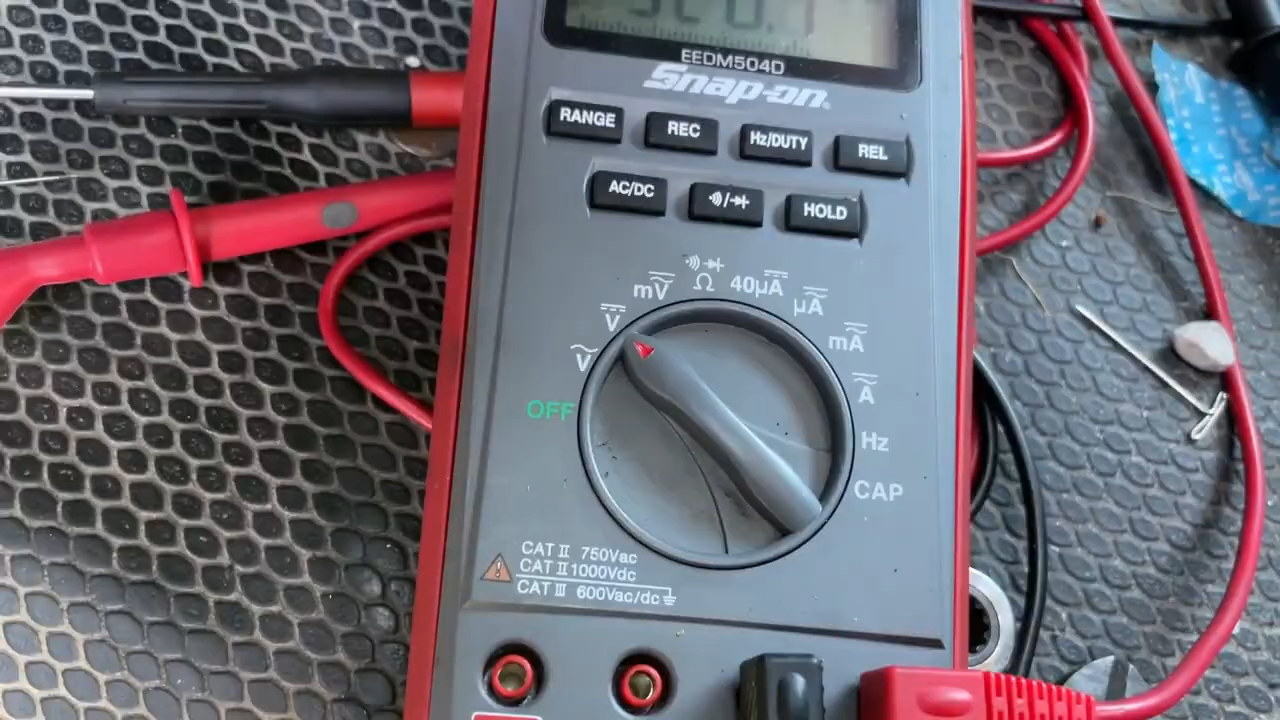 EEDM504D
Snap-on®
RANGE
REC
Hz/DUTY
REL
AC/DC
HOLD
mV
Ω
40µA
µA
V
mA
V
A
OFF
Hz
CAP
CAT II 750Vac
CAT II 1000Vdc
CAT III 600Vac/dc